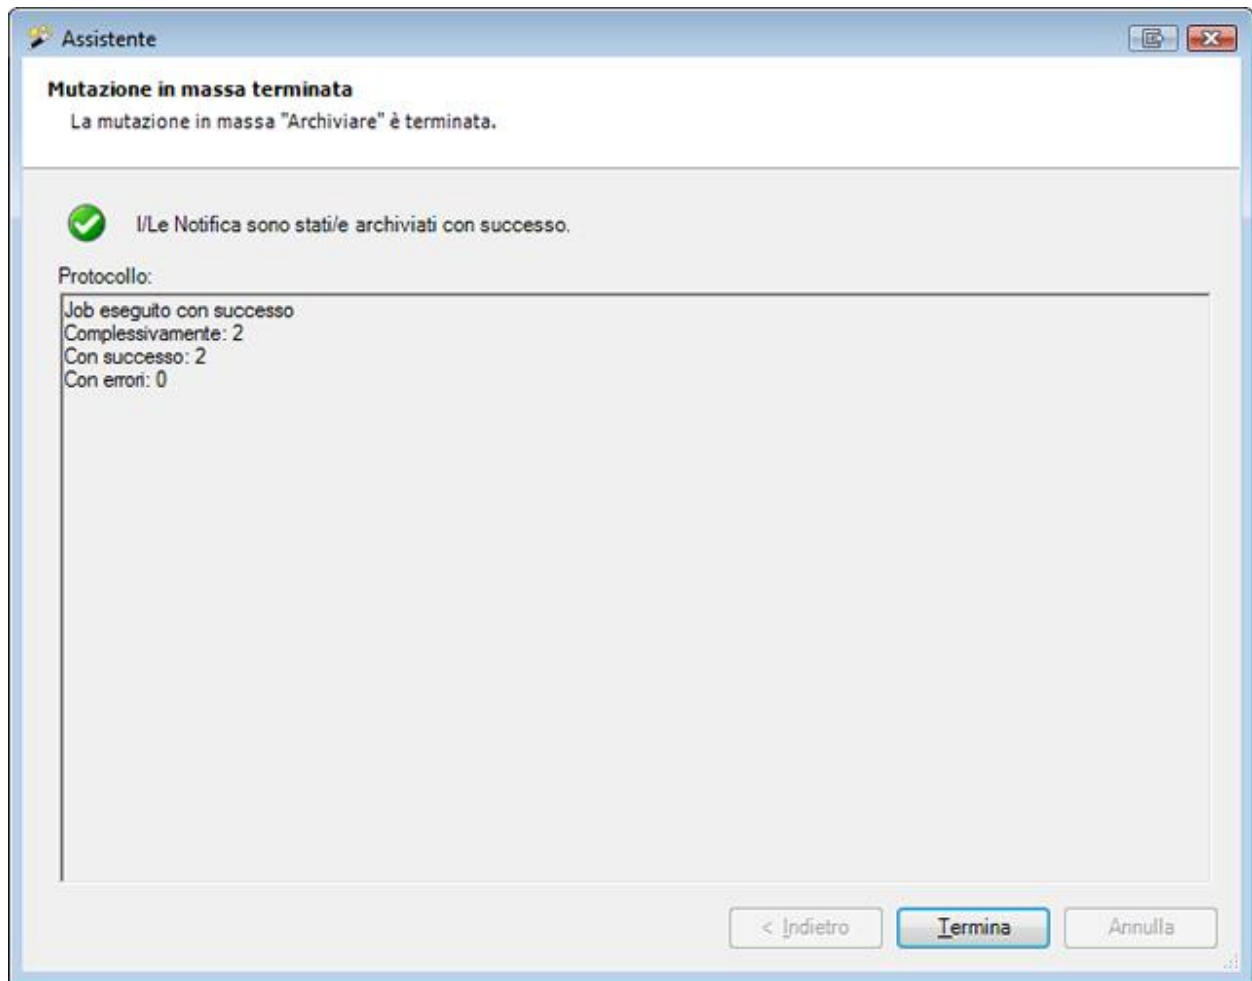 Assistente
Mutazione in massa terminata
La mutazione in massa "Archiviare" è terminata.
I/Le Notifica sono stati/e archiviati con successo.
Protocollo:
Job eseguito con successo
Complessivamente: 2
Con successo: 2
Con errori: 0
< Indietro
Termina
Annulla